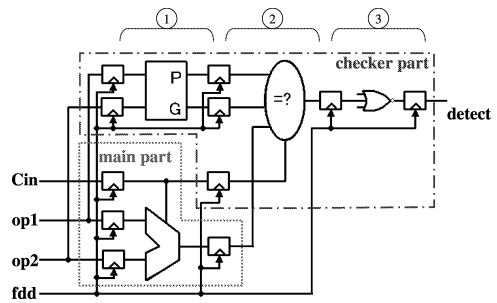 1 2 3
checker part
P
G
=?
detect
main part
Cin
op1
op2
fdd